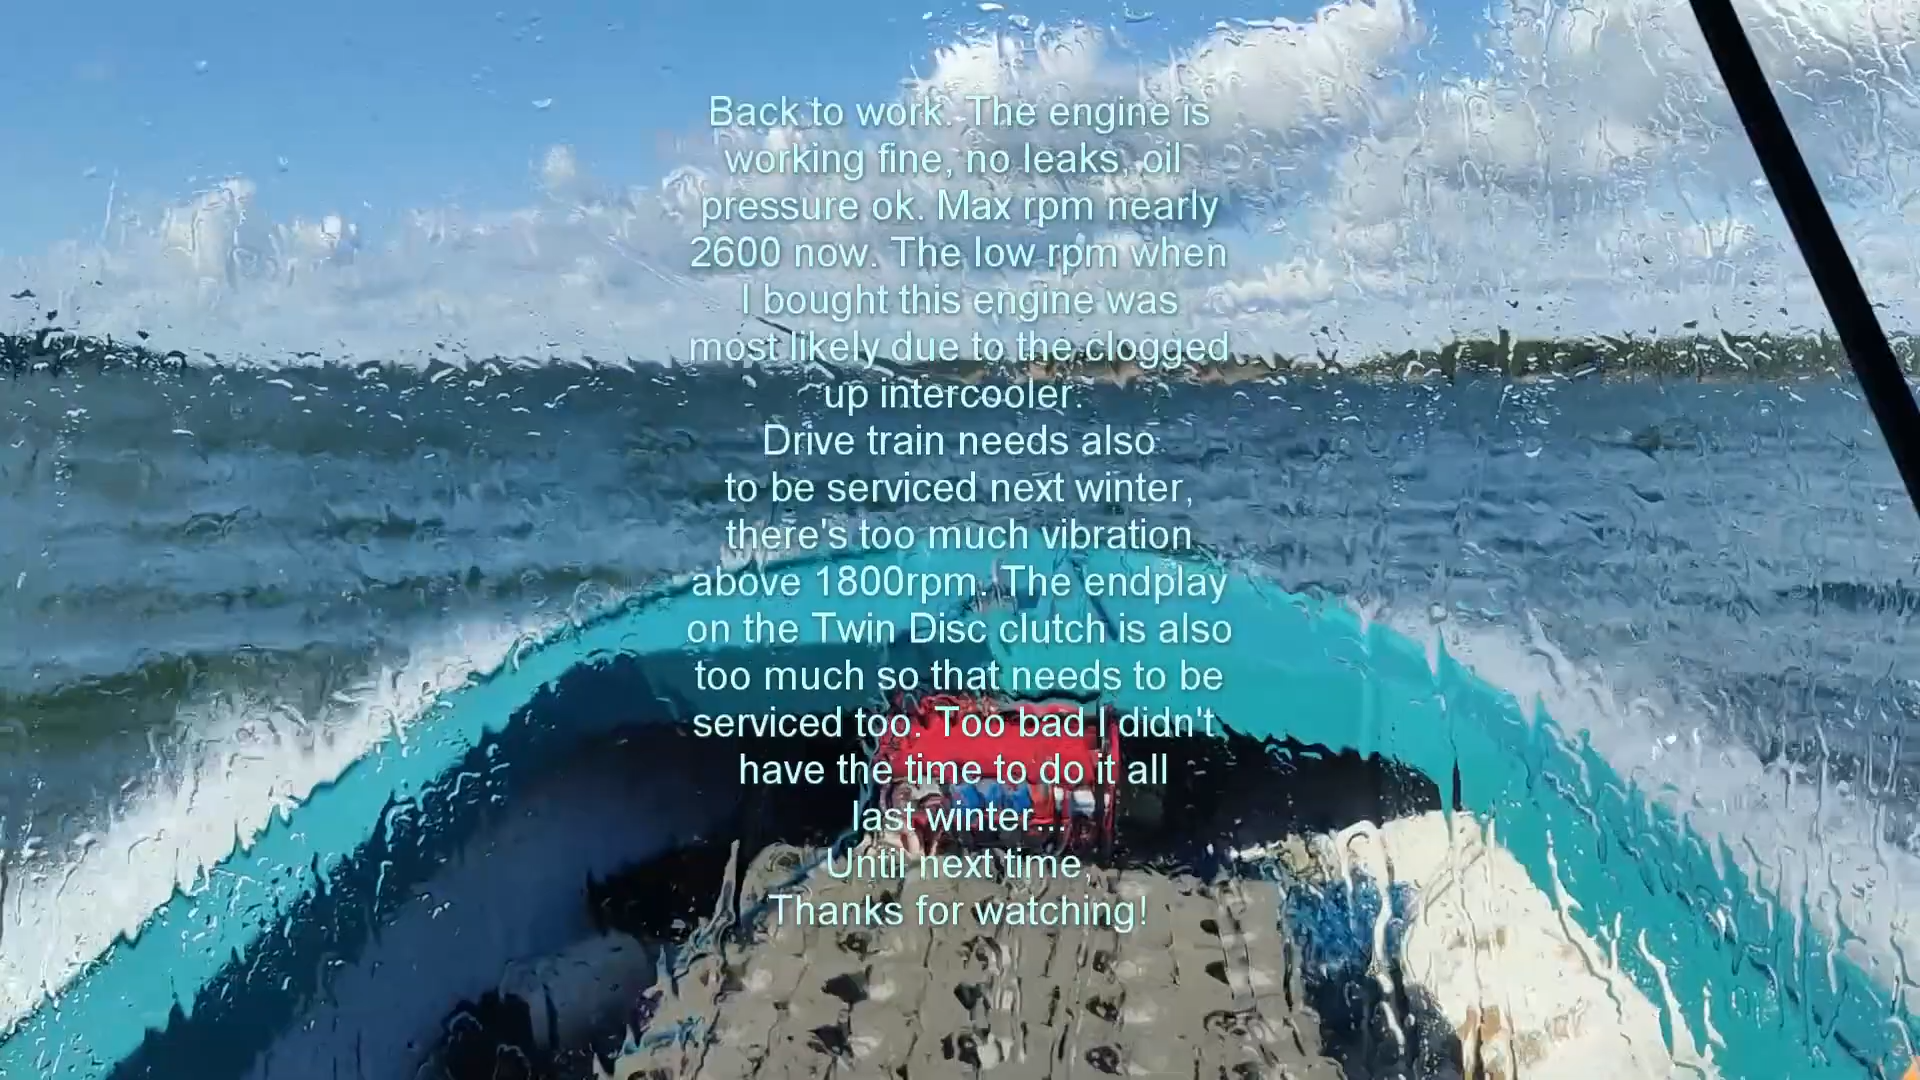 Back to work. The engine is
working fine, no leaks, oil
pressure ok. Max rpm nearly
2600 now. The low rpm when
I bought this engine was
most likely due to the clogged
up intercooler.
Drive train needs also
to be serviced next winter,
there's too much vibration
above 1800rpm. The endplay
on the Twin Disc clutch is also
too much so that needs to be
serviced too. Too bad I didn't
have the time to do it all
last winter...
Until next time,
Thanks for watching!